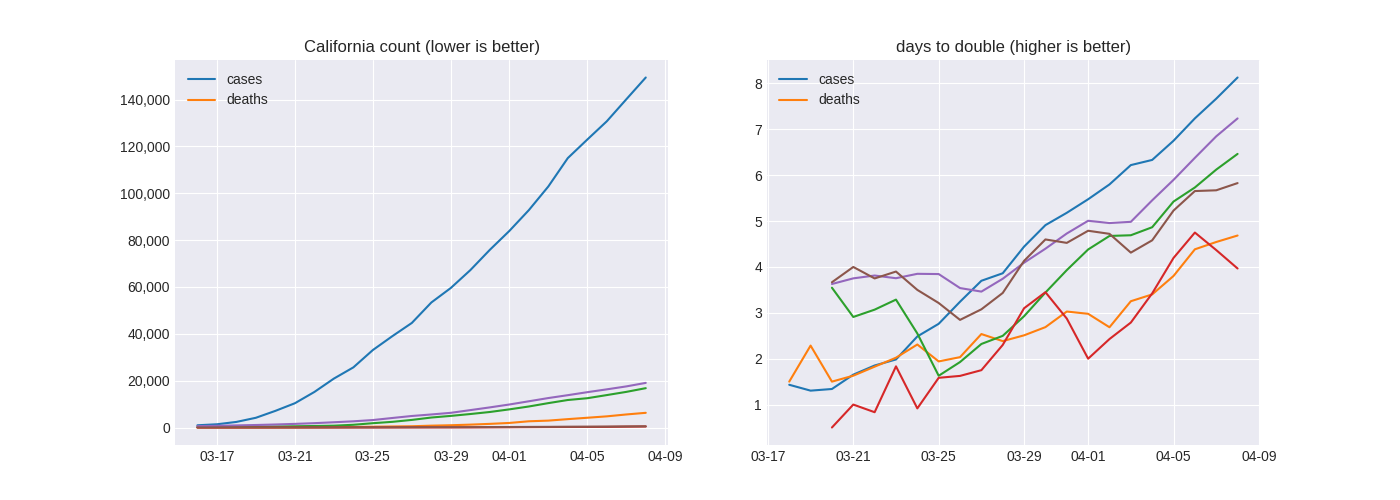 California count (lower is better)
cases
deaths
140,000
120,000
100,000
80,000
60,000
40,000
20,000
0
03-17 03-21 03-25 03-29 04-01 04-05 04-09
days to double (higher is better)
cases
deaths
8
7
6
5
4
3
2
1
03-17 03-21 03-25 03-29 04-01 04-05 04-09